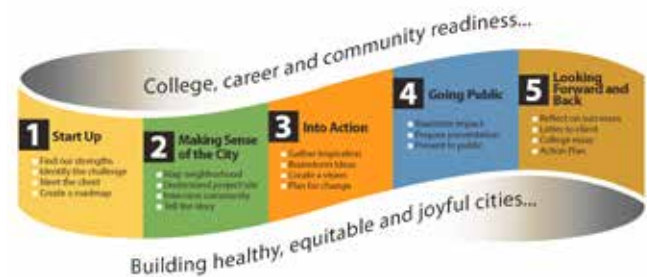 College, career and community readiness...
1 Start Up
Find our strengths
Identify the challenge
Meet the client
Create a roadmap
2 Making Sense
of the City
Map neighborhood
Understand project site
Interview community
Tell the story
3 Into Action
Gather inspiration
Brainstorm Ideas
Create a vision
Plan for change
4 Going Public
Maximize impact
Prepare presentation
Present to public
5 Looking
Forward and
Back
Reflect on successes
Letter to client
College essay
Action Plan
Building healthy, equitable and joyful cities...